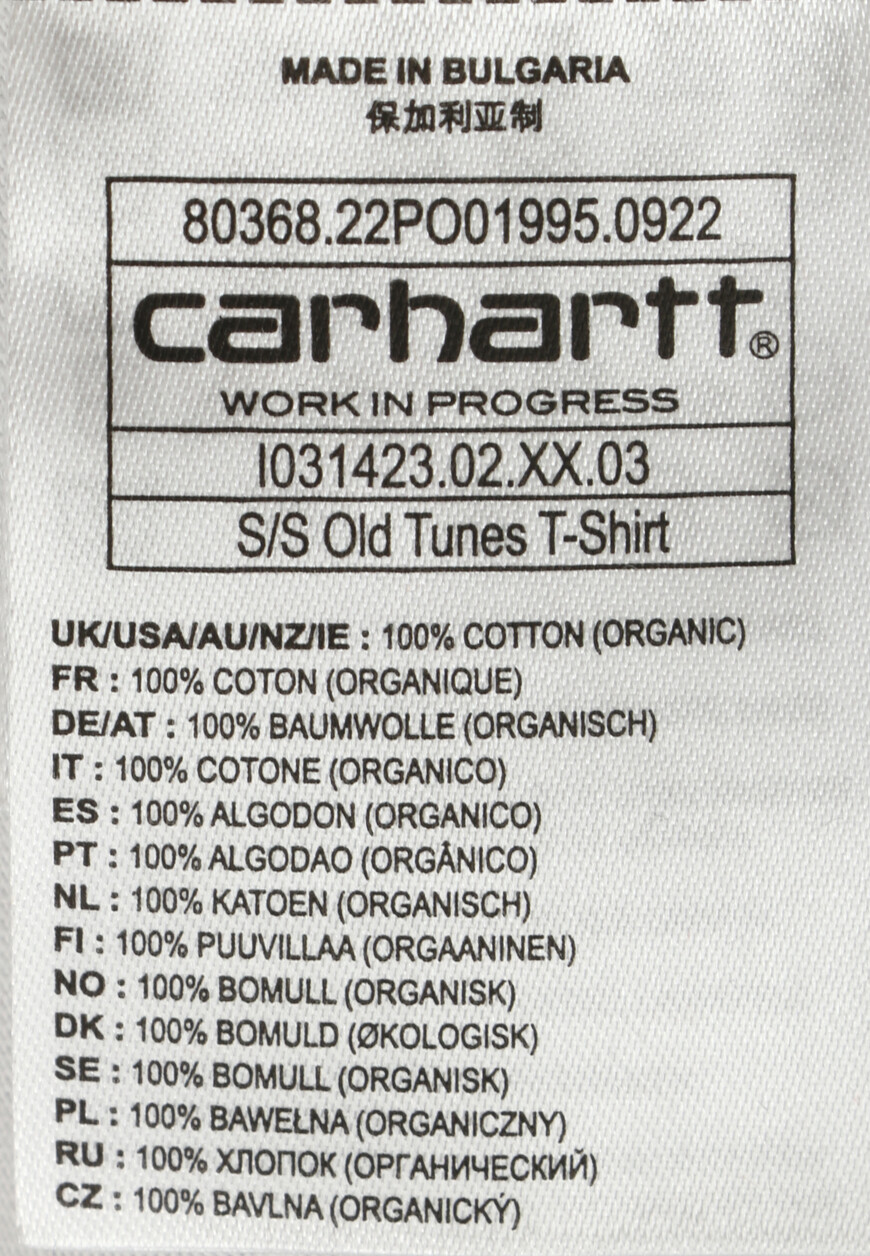 MADE IN BULGARIA
保加利亚制
80368.22PO01995.0922
carhartt®
WORK IN PROGRESS
I031423.02.XX.03
S/S Old Tunes T-Shirt
UK/USA/AU/NZ/IE : 100% COTTON (ORGANIC)
FR : 100% COTON (ORGANIQUE)
DE/AT : 100% BAUMWOLLE (ORGANISCH)
IT : 100% COTONE (ORGANICO)
ES : 100% ALGODON (ORGANICO)
PT : 100% ALGODAO (ORGÂNICO)
NL : 100% KATOEN (ORGANISCH)
FI : 100% PUUVILLAA (ORGAANINEN)
NO : 100% BOMULL (ORGANISK)
DK : 100% BOMULD (ØKOLOGISK)
SE : 100% BOMULL (ORGANISK)
PL : 100% BAWEŁNA (ORGANICZNY)
RU : 100% ХЛОПОК (ОРГАНИЧЕСКИЙ)
CZ : 100% BAVLNA (ORGANICKÝ)